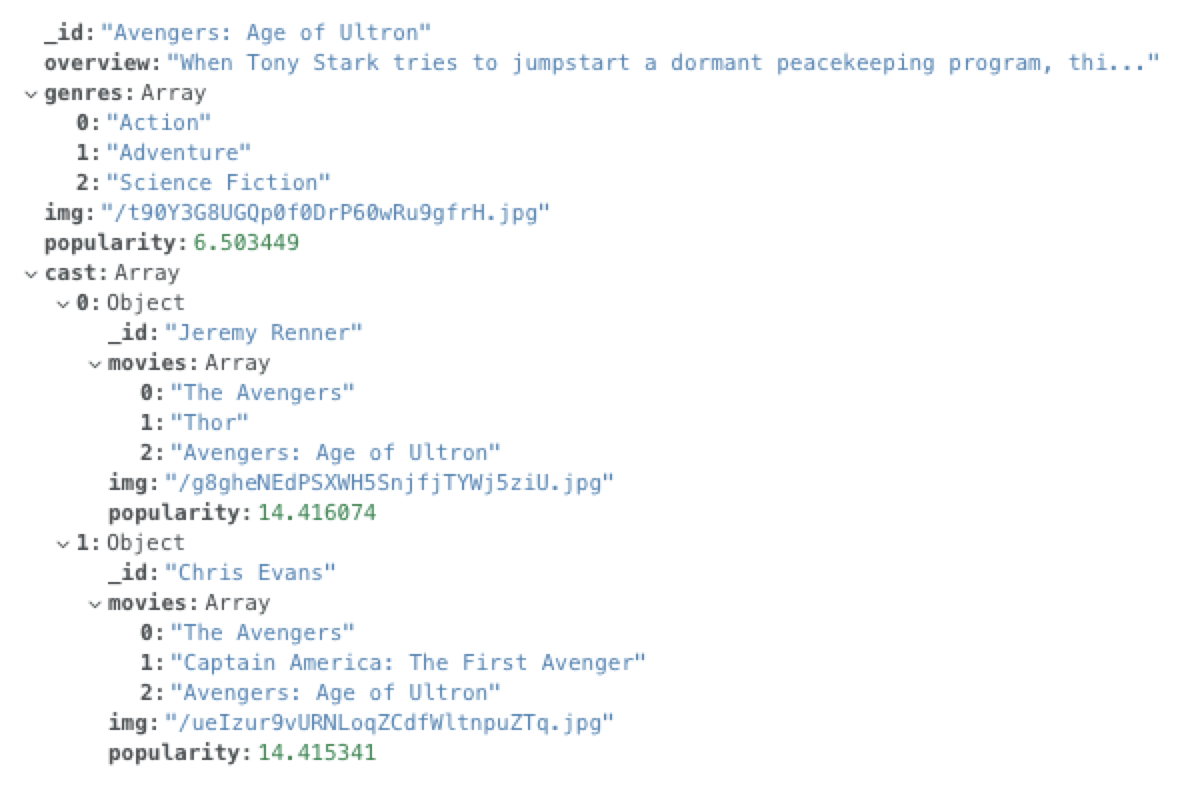 _id: "Avengers: Age of Ultron"
overview: "When Tony Stark tries to jumpstart a dormant peacekeeping program, thi..."
genres: Array
0: "Action"
1: "Adventure"
2: "Science Fiction"
img: "/t90Y3G8UGQp0f0DrP60wRu9gfrH.jpg"
popularity: 6.503449
cast: Array
0: Object
_id: "Jeremy Renner"
movies: Array
0: "The Avengers"
1: "Thor"
2: "Avengers: Age of Ultron"
img: "/g8gheNEdPSXWH5SnjfjTYWj5ziU.jpg"
popularity: 14.416074
1: Object
_id: "Chris Evans"
movies: Array
0: "The Avengers"
1: "Captain America: The First Avenger"
2: "Avengers: Age of Ultron"
img: "/ueIzur9vURNLoqZCdfWltnpuZTq.jpg"
popularity: 14.415341